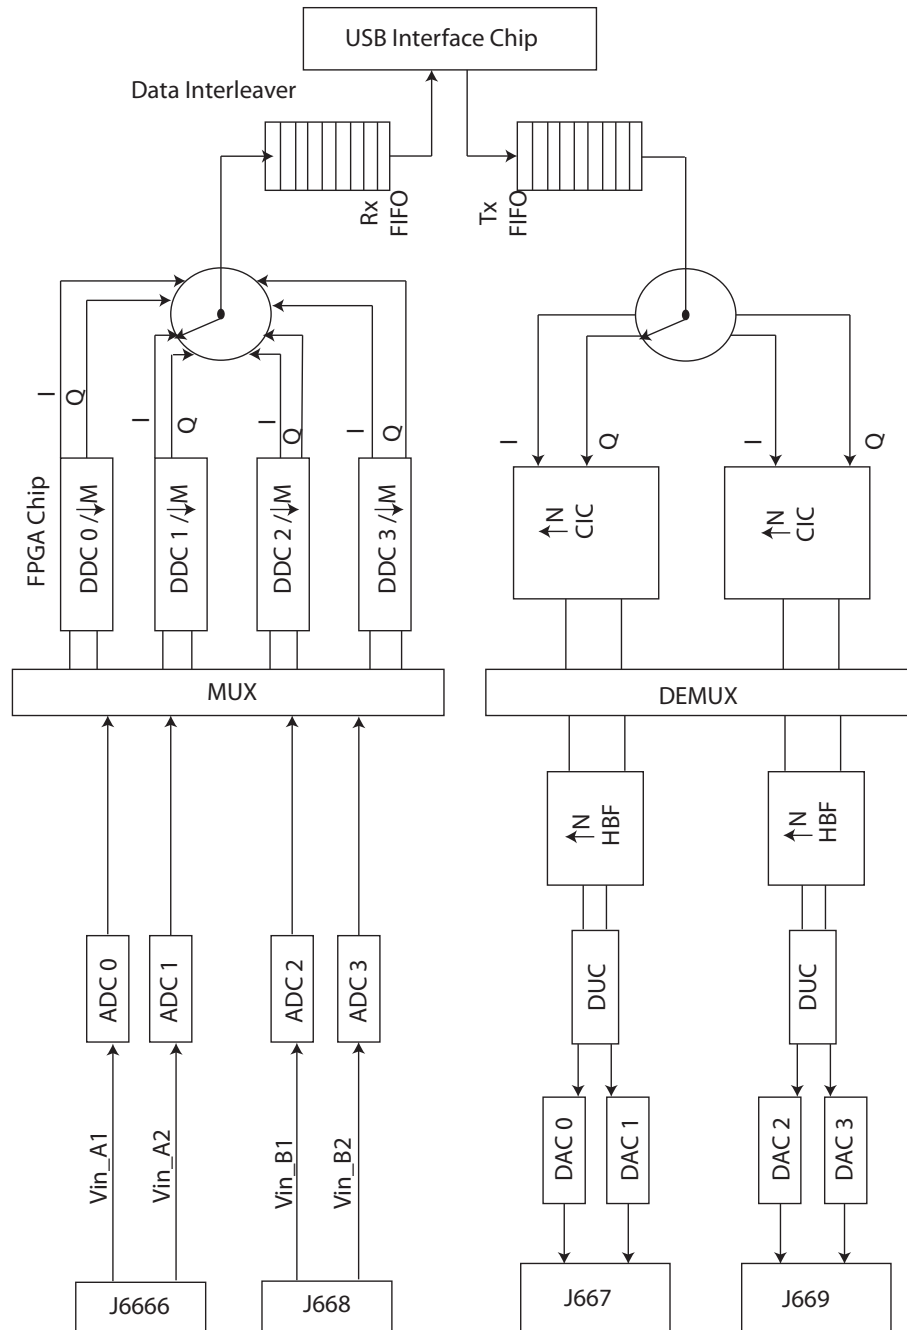 USB Interface Chip
Data Interleaver
Rx
FIFO
Tx
FIFO
I
Q
I
Q
I
Q
I
Q
I
Q
I
Q
FPGA Chip
DDC 0 /↓M
DDC 1 /↓M
DDC 2 /↓M
DDC 3 /↓M
↑N
CIC
↑N
CIC
MUX
DEMUX
↑N
HBF
↑N
HBF
ADC 0
ADC 1
ADC 2
ADC 3
DUC
DUC
Vin_A1
Vin_A2
Vin_B1
Vin_B2
DAC 0
DAC 1
DAC 2
DAC 3
J6666
J668
J667
J669